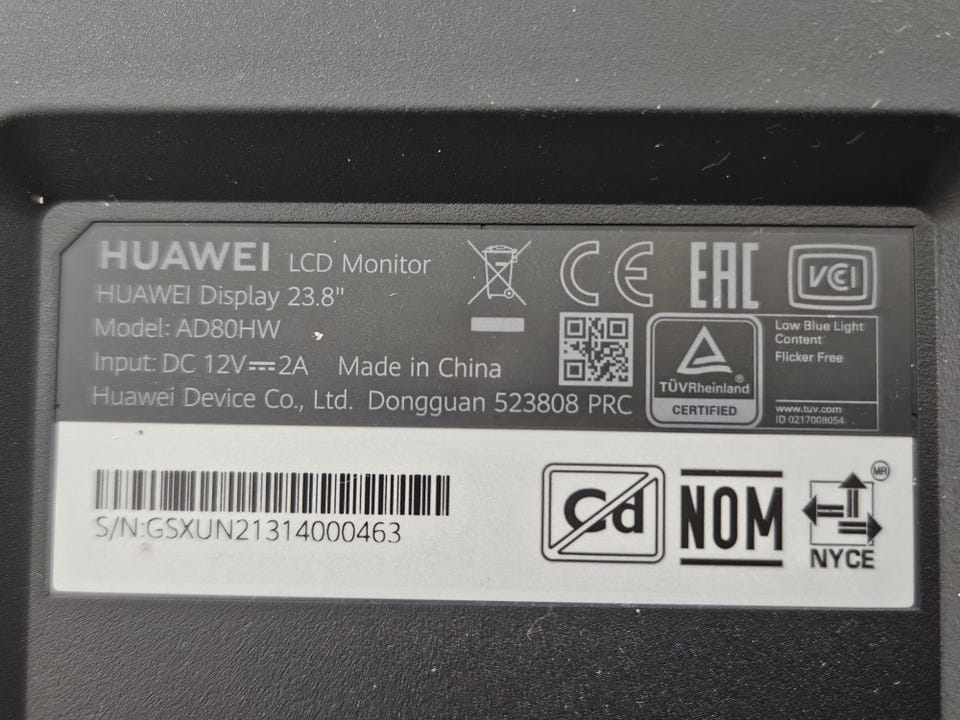 HUAWEI LCD Monitor
HUAWEI Display 23.8"
Model: AD80HW
Input: DC 12V⎓2A Made in China
Huawei Device Co., Ltd. Dongguan 523808 PRC
CE
EAC
VCCI
TÜVRheinland®
CERTIFIED
Low Blue Light
Content
Flicker Free
www.tuv.com
ID 0217008054
S/N:GSXUN21314000463
Cd
NOM
MR
NYCE